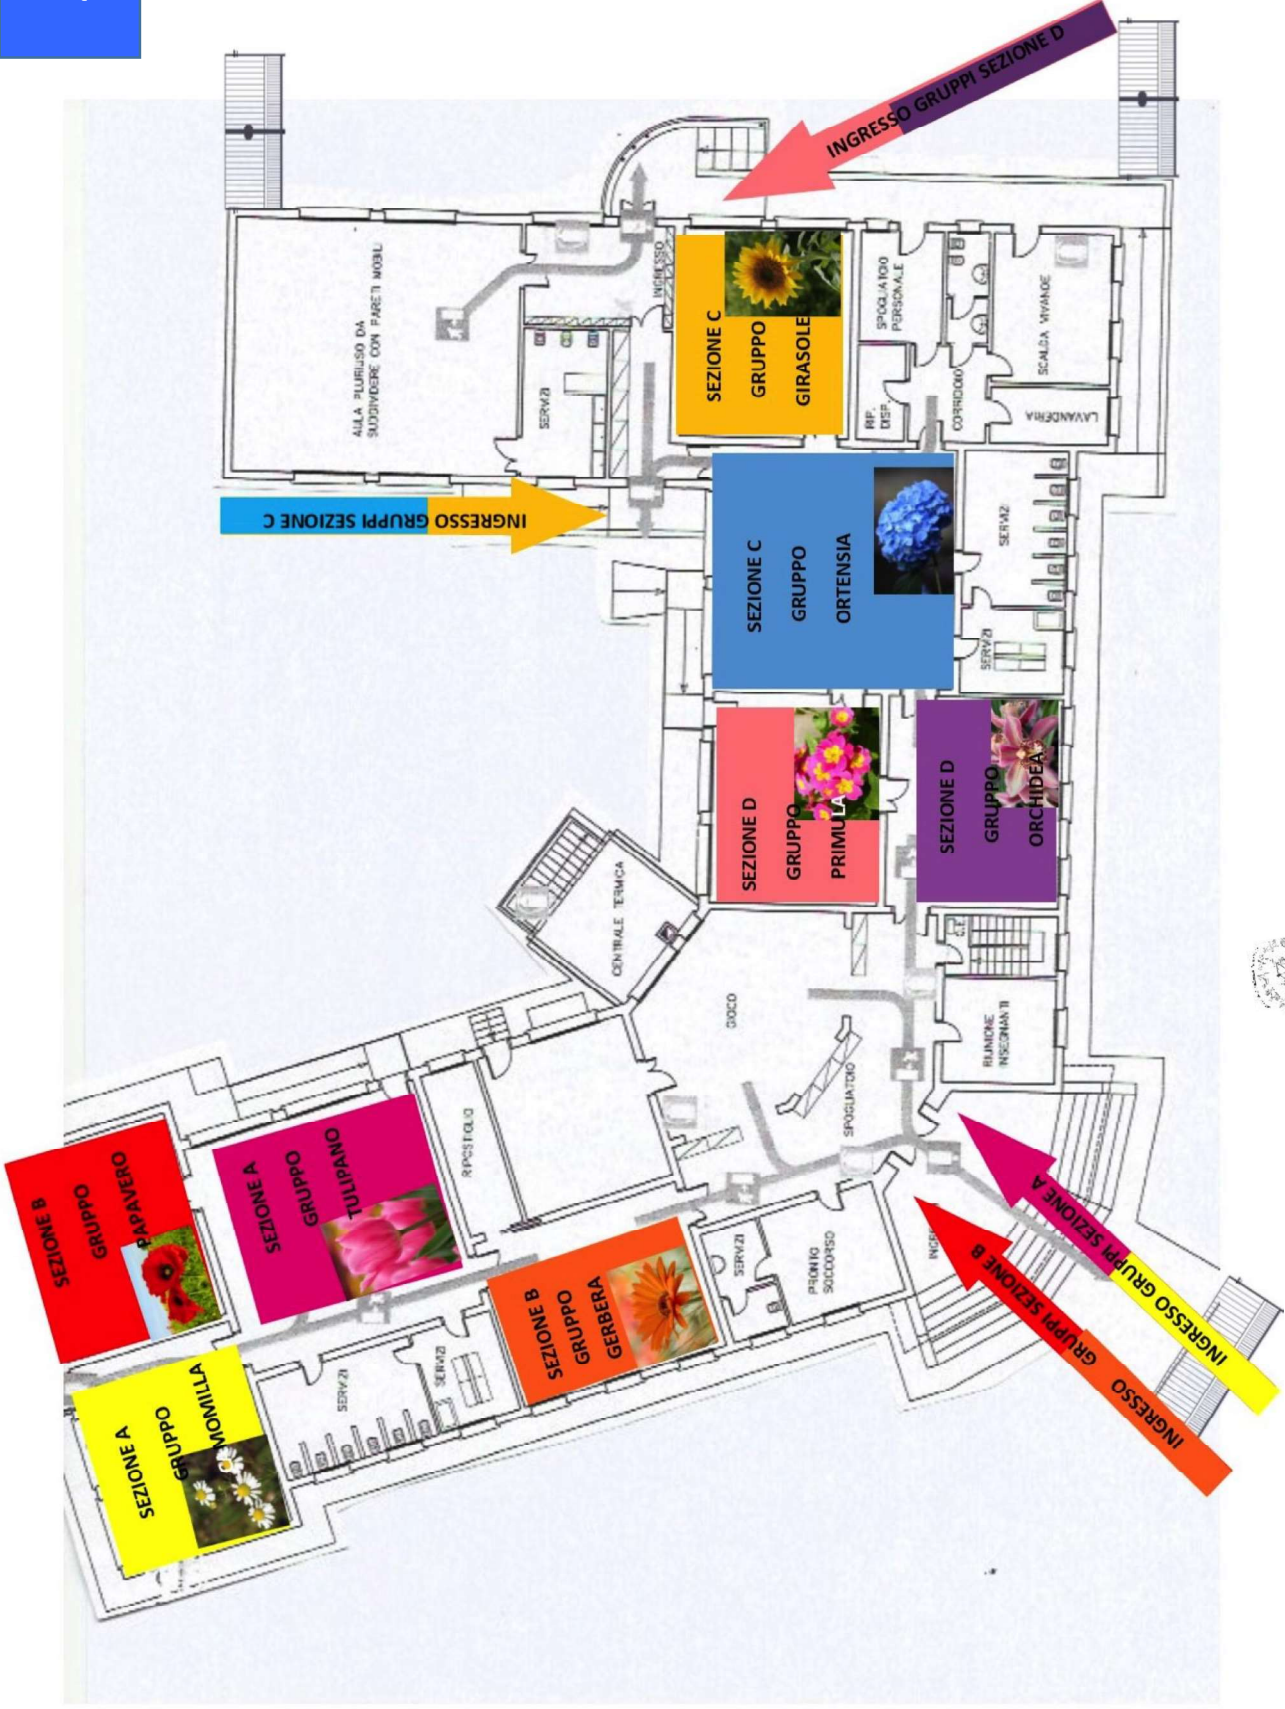 INGRESSO GRUPPI SEZIONE D
AULA PLURIUSO DA
SUDDIVIDERE CON PARETI MOBILI
INGRESSO
SERVIZI
SEZIONE C
GRUPPO
GIRASOLE
SPOGLIATOIO
PERSONALE
RIP.
DISP.
CORRIDOIO
SCALDA VIVANDE
LAVANDERIA
INGRESSO GRUPPI SEZIONE C
SEZIONE C
GRUPPO
ORTENSIA
SERVIZI
SERVIZI
SEZIONE D
GRUPPO
PRIMULA
SEZIONE D
GRUPPO
ORCHIDEA
CENTRALE TERMICA
GIOCO
SPOGLIATOIO
RIUNIONE
INSEGNANTI
SEZIONE B
GRUPPO
PAPAVERO
SEZIONE A
GRUPPO
TULIPANO
RIPOSTIGLIO
SEZIONE B
GRUPPO
GERBERA
SERVIZI
PRONTO
SOCCORSO
SEZIONE A
GRUPPO
MOMILLA
SERVIZI
SERVIZI
INGRESSO GRUPPI SEZIONE B
INGRESSO GRUPPI SEZIONE A